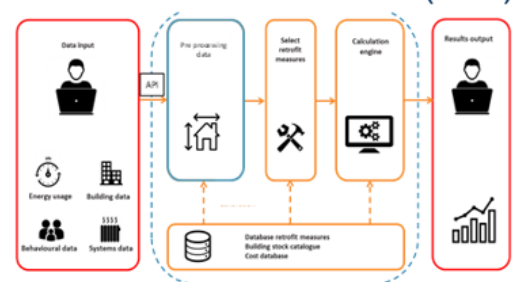 Data input
API
Pre processing
data
Select
retrofit
measures
Calculation
engine
Results output
Energy usage
Building data
Behavioural data
Systems data
Database retrofit measures
Building stock catalogue
Cost database